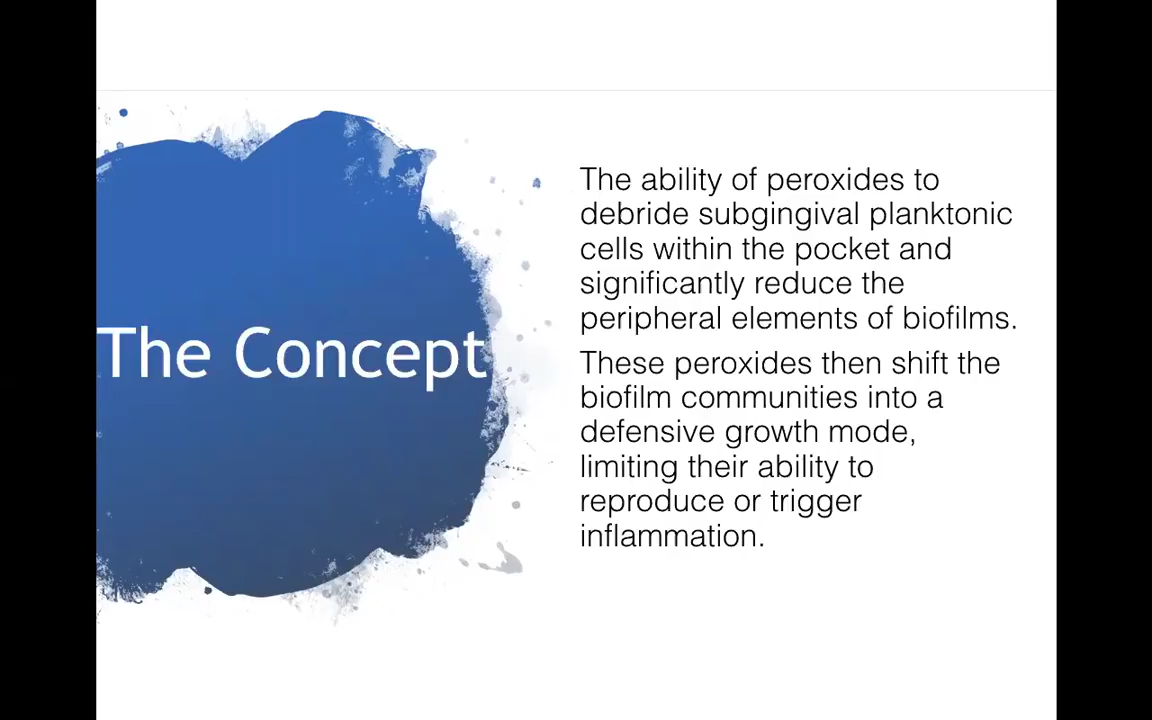 The Concept
The ability of peroxides to
debride subgingival planktonic
cells within the pocket and
significantly reduce the
peripheral elements of biofilms.
These peroxides then shift the
biofilm communities into a
defensive growth mode,
limiting their ability to
reproduce or trigger
inflammation.